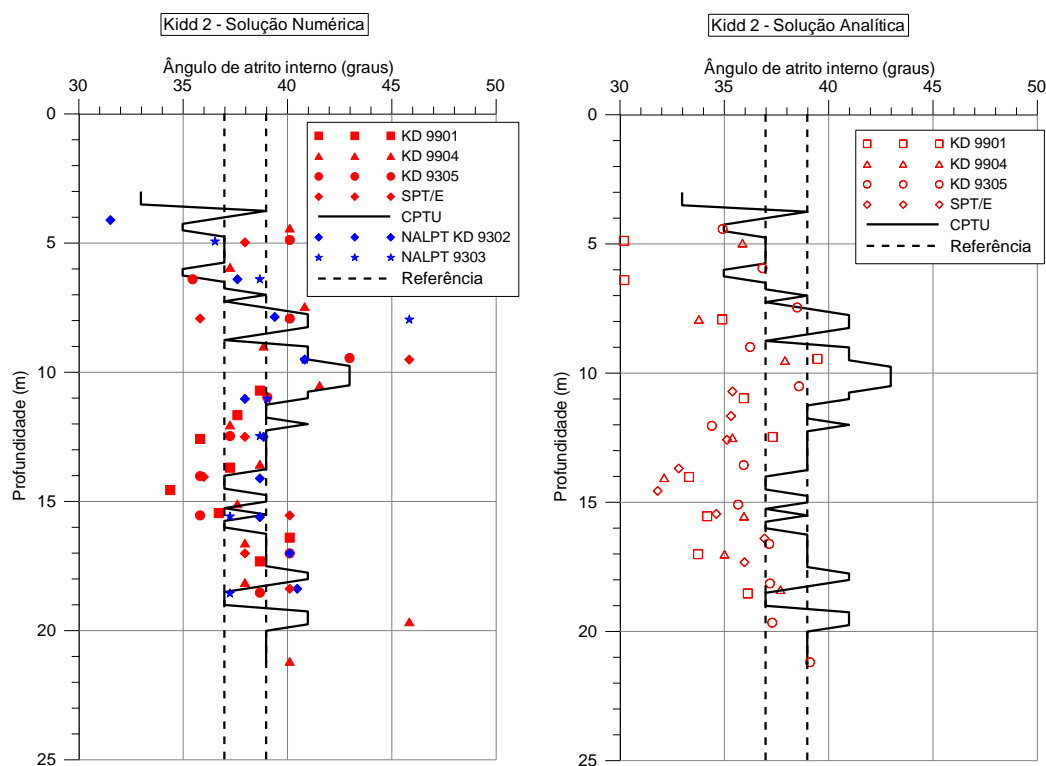 Kidd 2 - Solução Numérica
Ângulo de atrito interno (graus)
30 35 40 45 50
0
5
10
15
20
25
Profundidade (m)
KD 9901
KD 9904
KD 9305
SPT/E
CPTU
NALPT KD 9302
NALPT 9303
Referência
Kidd 2 - Solução Analítica
Ângulo de atrito interno (graus)
30 35 40 45 50
0
5
10
15
20
25
Profundidade (m)
KD 9901
KD 9904
KD 9305
SPT/E
CPTU
Referência